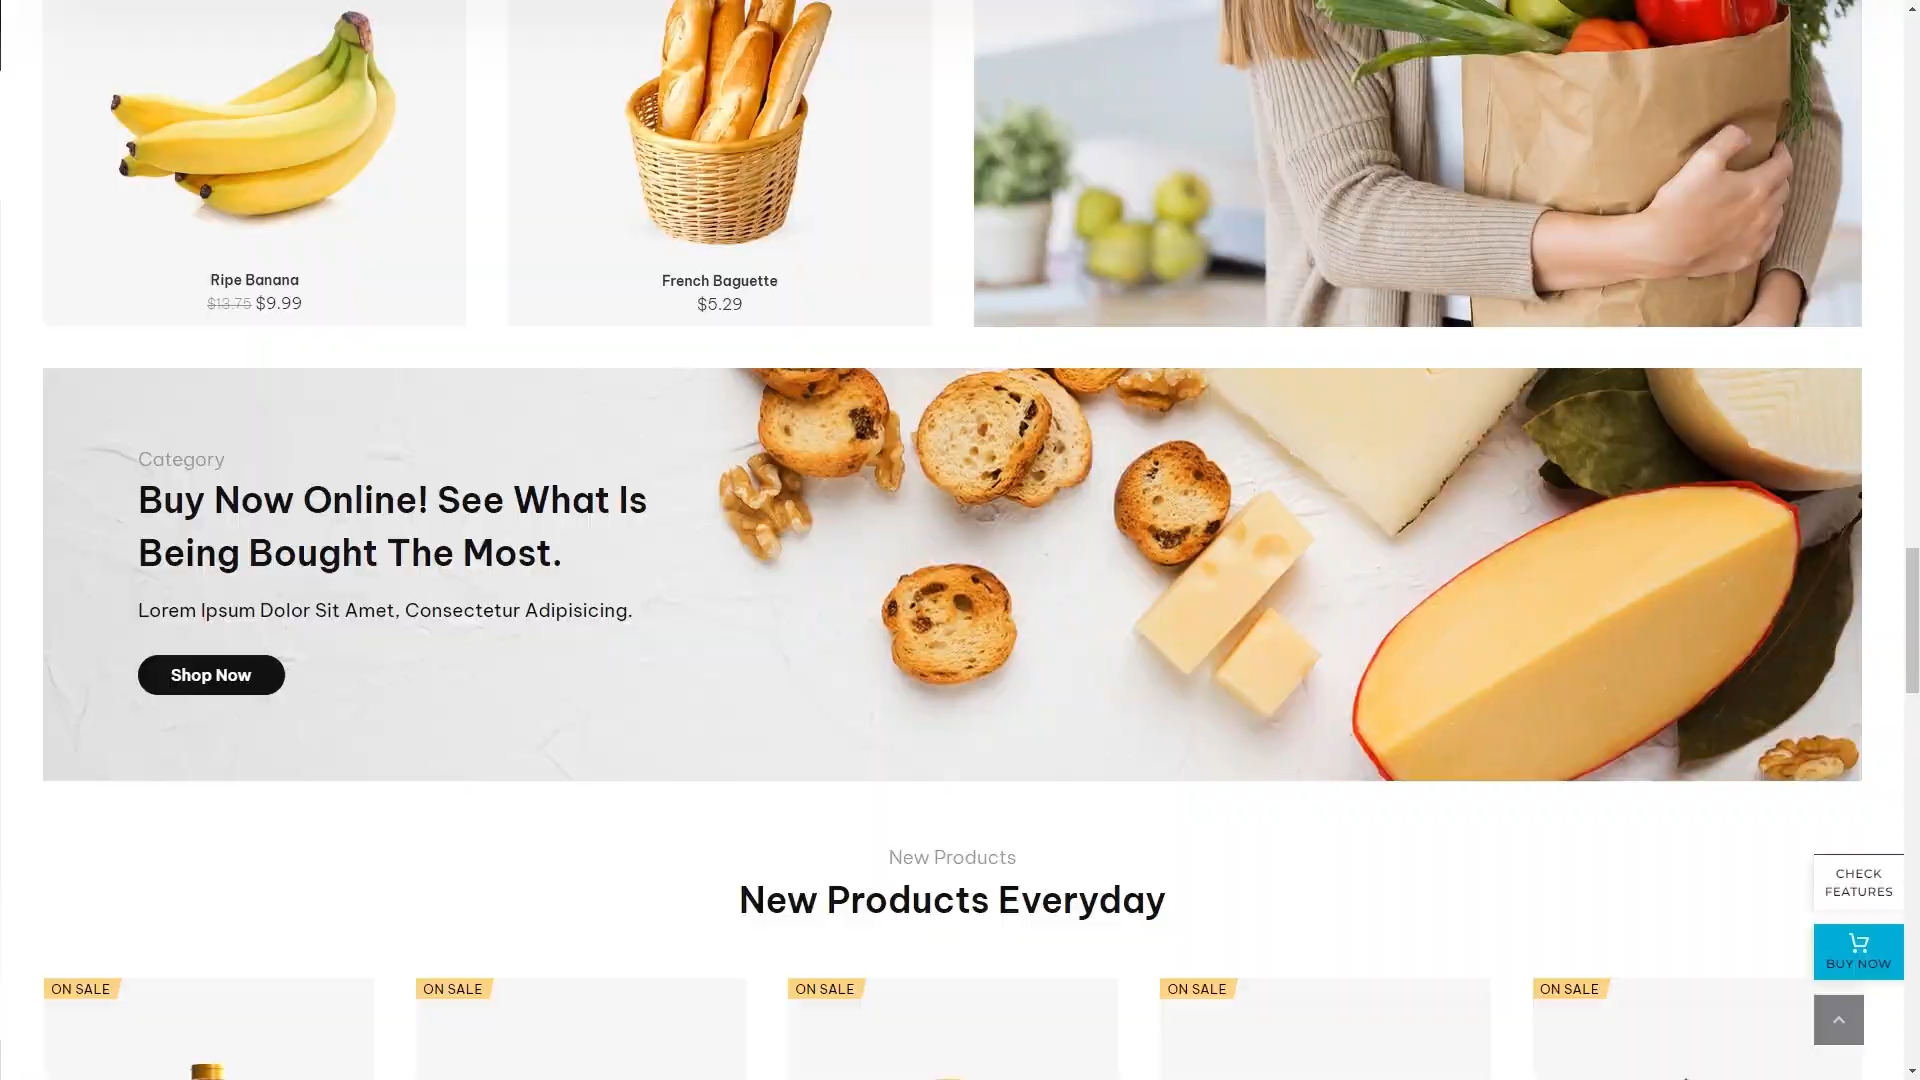 Ripe Banana
$13.75 $9.99
French Baguette
$5.29
Category
Buy Now Online! See What Is
Being Bought The Most.
Lorem Ipsum Dolor Sit Amet, Consectetur Adipisicing.
Shop Now
New Products
New Products Everyday
CHECK
FEATURES
BUY NOW
ON SALE
ON SALE
ON SALE
ON SALE
ON SALE